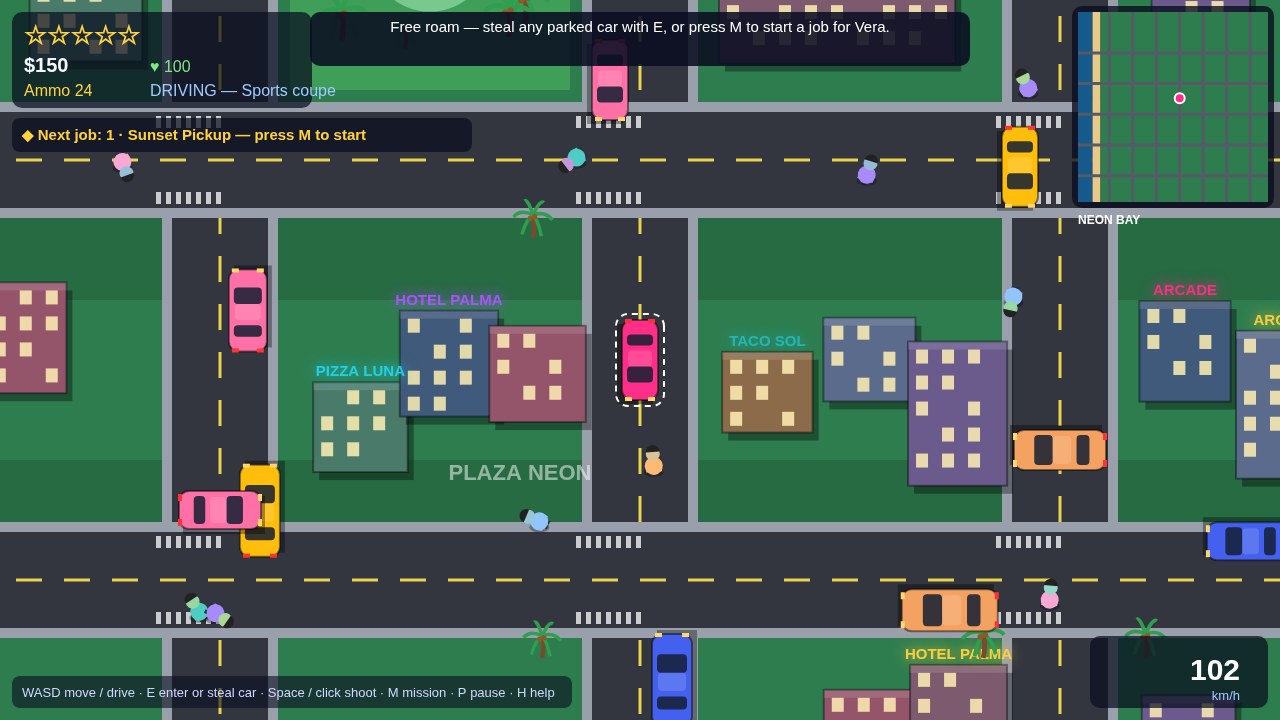 Free roam — steal any parked car with E, or press M to start a job for Vera.
☆☆☆☆☆
$150 ♥ 100
Ammo 24 DRIVING — Sports coupe
◆ Next job: 1 · Sunset Pickup — press M to start
NEON BAY
HOTEL PALMA
ARCADE
PIZZA LUNA
TACO SOL
PLAZA NEON
HOTEL PALMA
102
km/h
WASD move / drive · E enter or steal car · Space / click shoot · M mission · P pause · H help